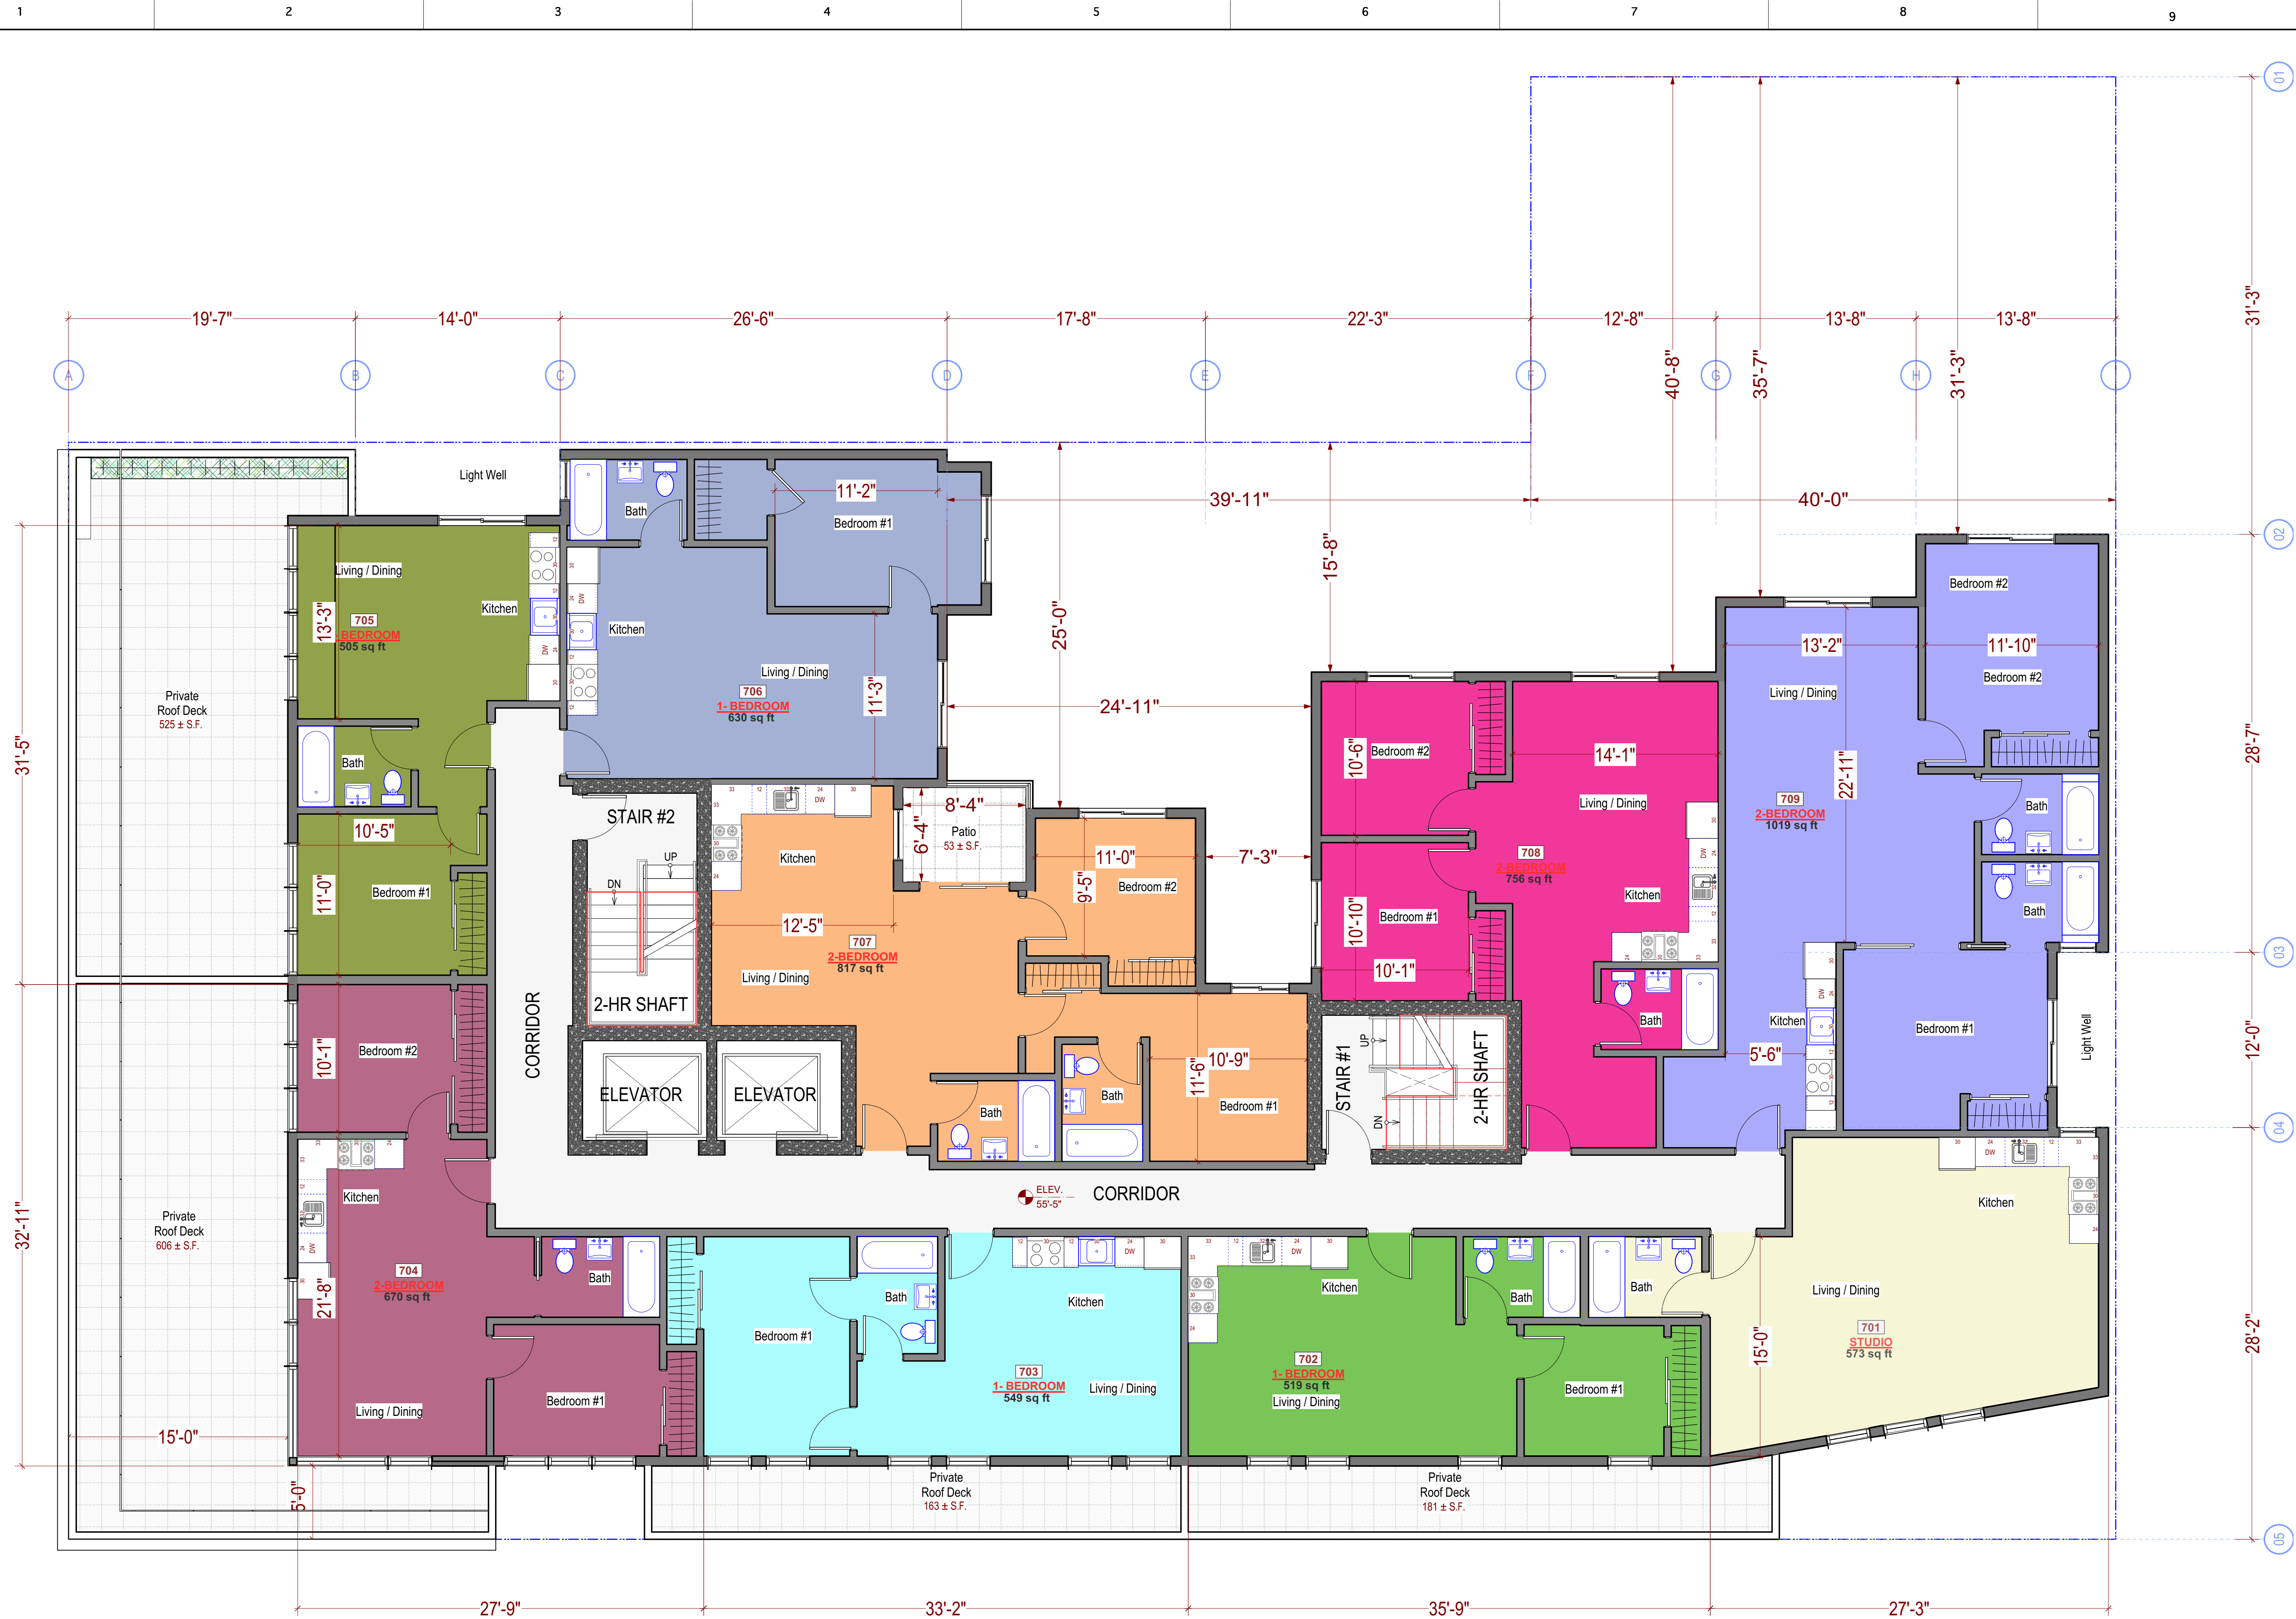 1 2 3 4 5 6 7 8 9
01
19'-7" 14'-0" 26'-6" 17'-8" 22'-3" 12'-8" 13'-8" 13'-8"
31'-3"
40'-8" 35'-7" 31'-3"
A B C D E F G H
Light Well
11'-2"
39'-11" 40'-0"
Bath
Bedroom #1
02
15'-8"
25'-0"
Living / Dining
Kitchen
13'-3"
705
- BEDROOM
505 sq ft
DW
DW
Kitchen
Living / Dining
706
1- BEDROOM
630 sq ft
11'-3"
24'-11"
Private
Roof Deck
525 ± S.F.
31'-5"
Bath
10'-5"
11'-0"
Bedroom #1
STAIR #2
UP
DN
2-HR SHAFT
CORRIDOR
ELEVATOR
ELEVATOR
DW
Kitchen
12'-5"
707
2-BEDROOM
817 sq ft
Living / Dining
8'-4"
6'-4"
Patio
53 ± S.F.
11'-0"
9'-5"
Bedroom #2
7'-3"
10'-9"
11'-6"
Bedroom #1
Bath
Bath
10'-6"
Bedroom #2
14'-1"
Living / Dining
708
2-BEDROOM
756 sq ft
DW
Kitchen
10'-10"
Bedroom #1
10'-1"
Bath
STAIR #1
UP
DN
2-HR SHAFT
Bedroom #2
13'-2"
11'-10"
Bedroom #2
Living / Dining
22'-11"
709
2-BEDROOM
1019 sq ft
Bath
Bath
Kitchen
DW
5'-6"
Bedroom #1
Light Well
28'-7"
03
12'-0"
04
10'-1"
Bedroom #2
Kitchen
DW
32'-11"
Private
Roof Deck
606 ± S.F.
704
2-BEDROOM
670 sq ft
21'-8"
Bath
Living / Dining
Bedroom #1
15'-0"
5'-0"
ELEV.
55'-5"
CORRIDOR
Bedroom #1
Bath
DW
Kitchen
703
1- BEDROOM
549 sq ft
Living / Dining
Private
Roof Deck
163 ± S.F.
DW
Kitchen
702
1- BEDROOM
519 sq ft
Living / Dining
Bath
Bedroom #1
Private
Roof Deck
181 ± S.F.
Bath
15'-0"
DW
Kitchen
Living / Dining
701
STUDIO
573 sq ft
28'-2"
05
27'-9" 33'-2" 35'-9" 27'-3"